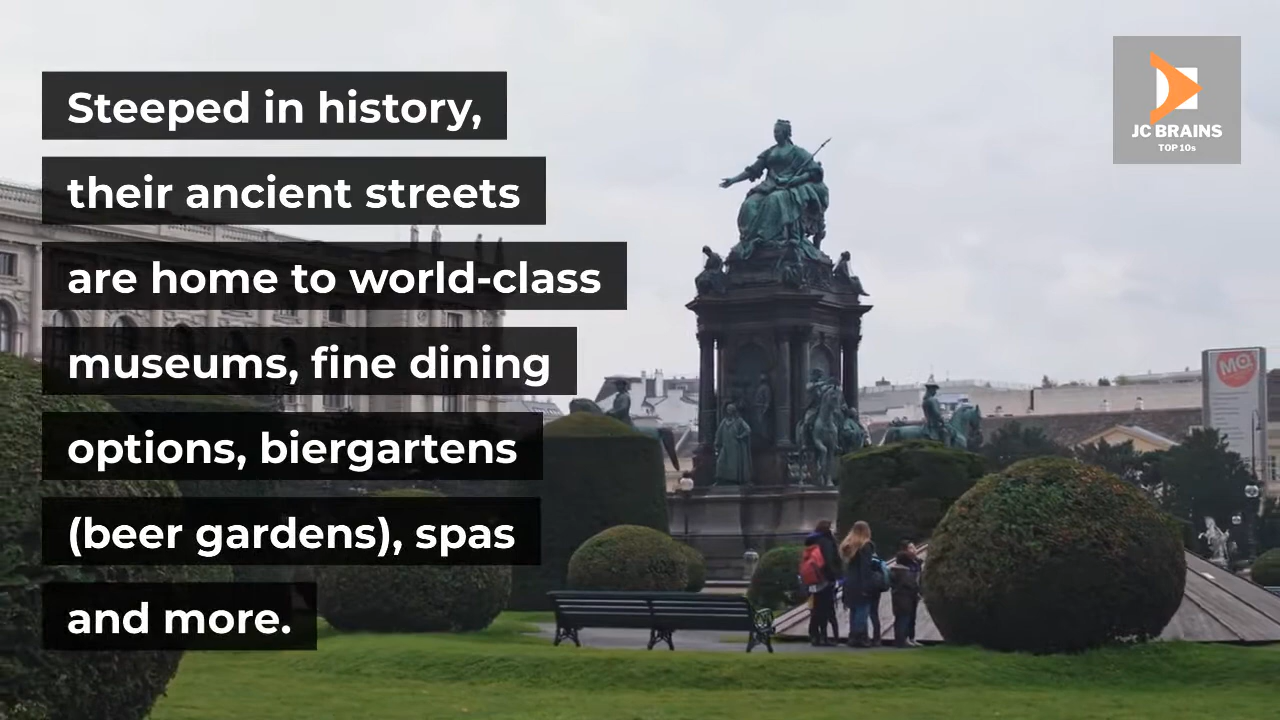 Steeped in history,
their ancient streets
are home to world-class
museums, fine dining
options, biergartens
(beer gardens), spas
and more.
JC BRAINS
TOP 10s
MQ